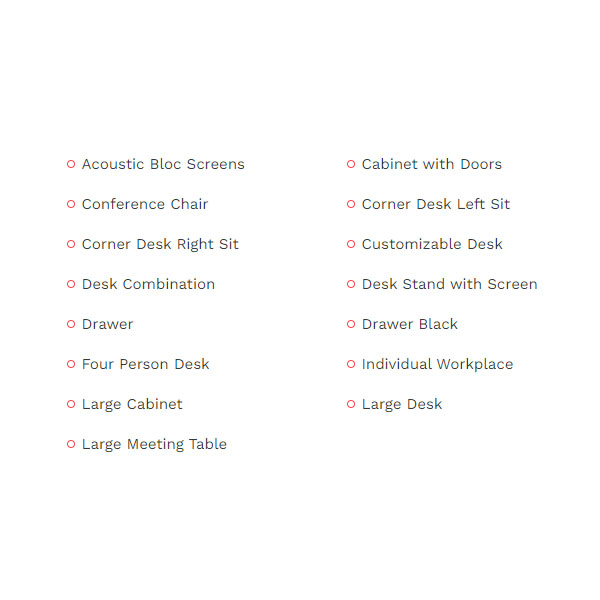 Acoustic Bloc Screens
Cabinet with Doors
Conference Chair
Corner Desk Left Sit
Corner Desk Right Sit
Customizable Desk
Desk Combination
Desk Stand with Screen
Drawer
Drawer Black
Four Person Desk
Individual Workplace
Large Cabinet
Large Desk
Large Meeting Table